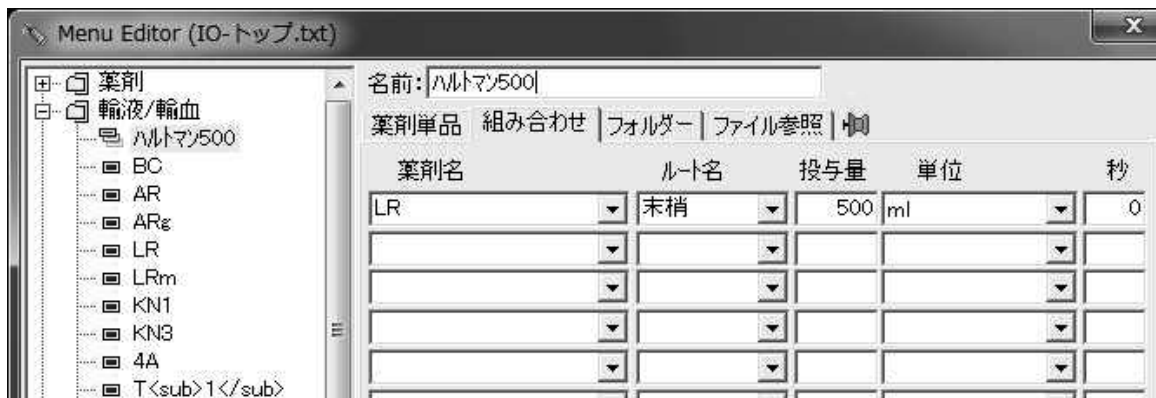 Menu Editor (IO-トップ.txt)
薬剤
輸液/輸血
ハルトマン500
BC
AR
ARg
LR
LRm
KN1
KN3
4A
T<sub>1</sub>
名前: ハルトマン500
薬剤単品 組み合わせ フォルダー ファイル参照
薬剤名 ルート名 投与量 単位 秒
LR 末梢 500 ml 0